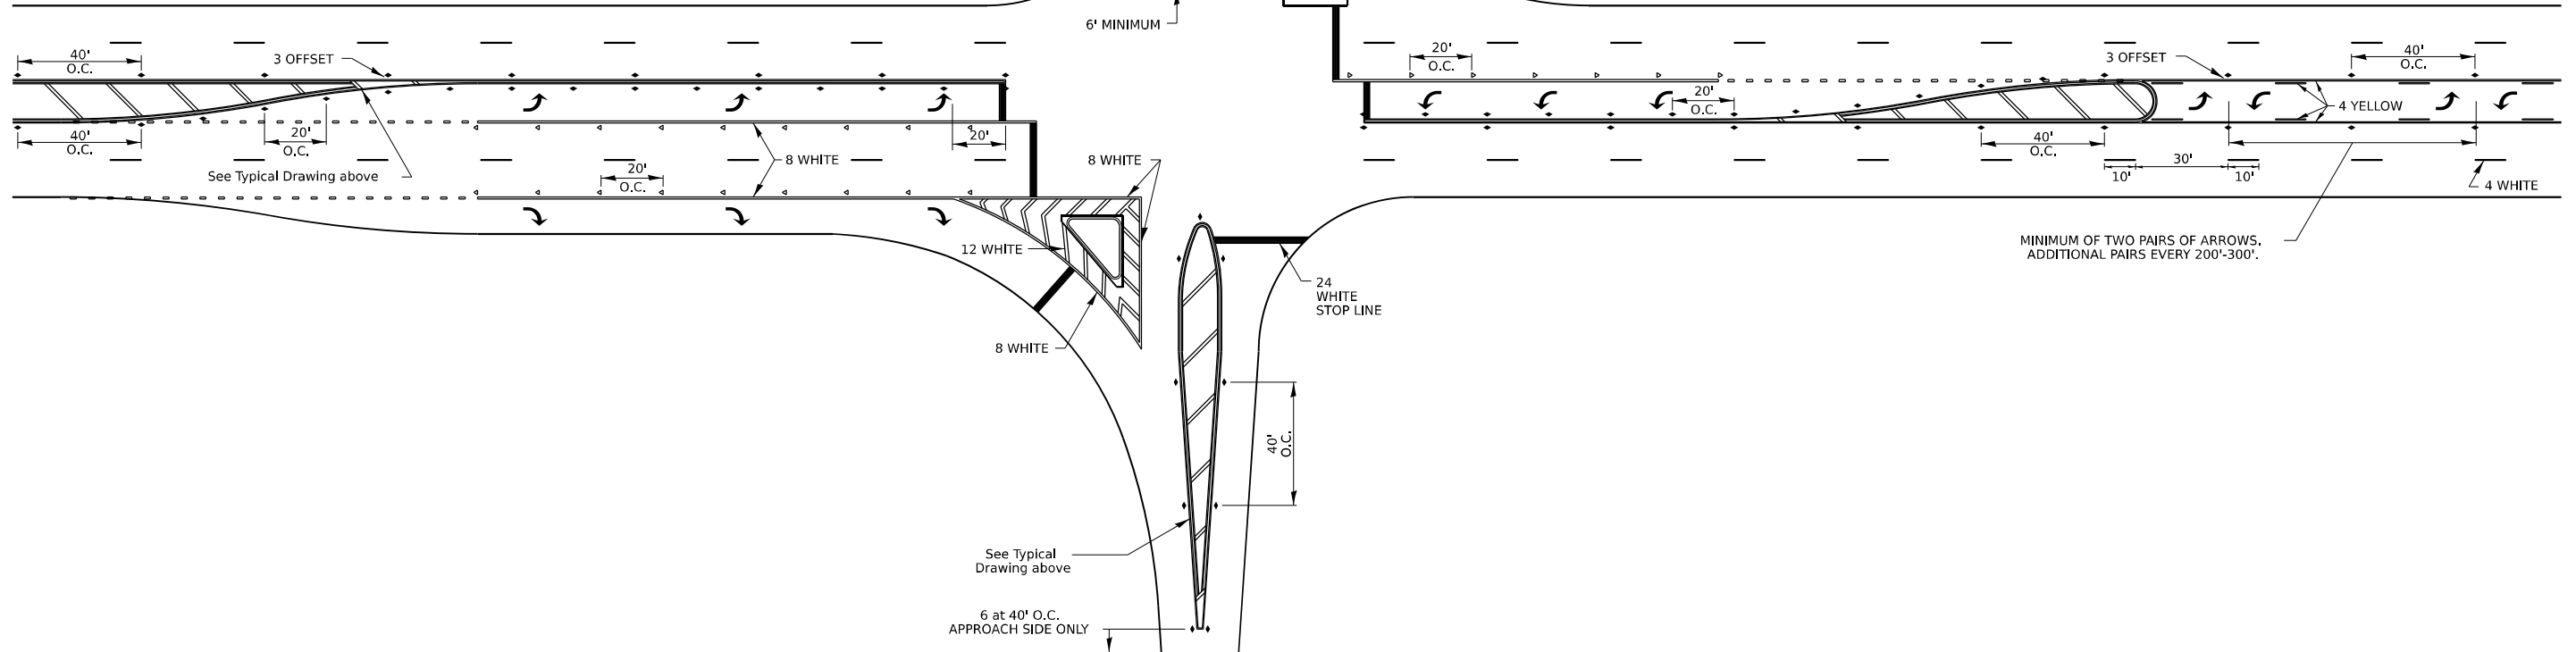 6' MINIMUM
40'
O.C.
3 OFFSET
20'
O.C.
3 OFFSET
40'
O.C.
20'
O.C.
4 YELLOW
40'
O.C.
20'
O.C.
20'
40'
O.C.
8 WHITE
8 WHITE
See Typical Drawing above
20'
O.C.
30'
10'
10'
4 WHITE
12 WHITE
MINIMUM OF TWO PAIRS OF ARROWS.
ADDITIONAL PAIRS EVERY 200'-300'.
24
WHITE
STOP LINE
8 WHITE
40'
O.C.
See Typical
Drawing above
6 at 40' O.C.
APPROACH SIDE ONLY